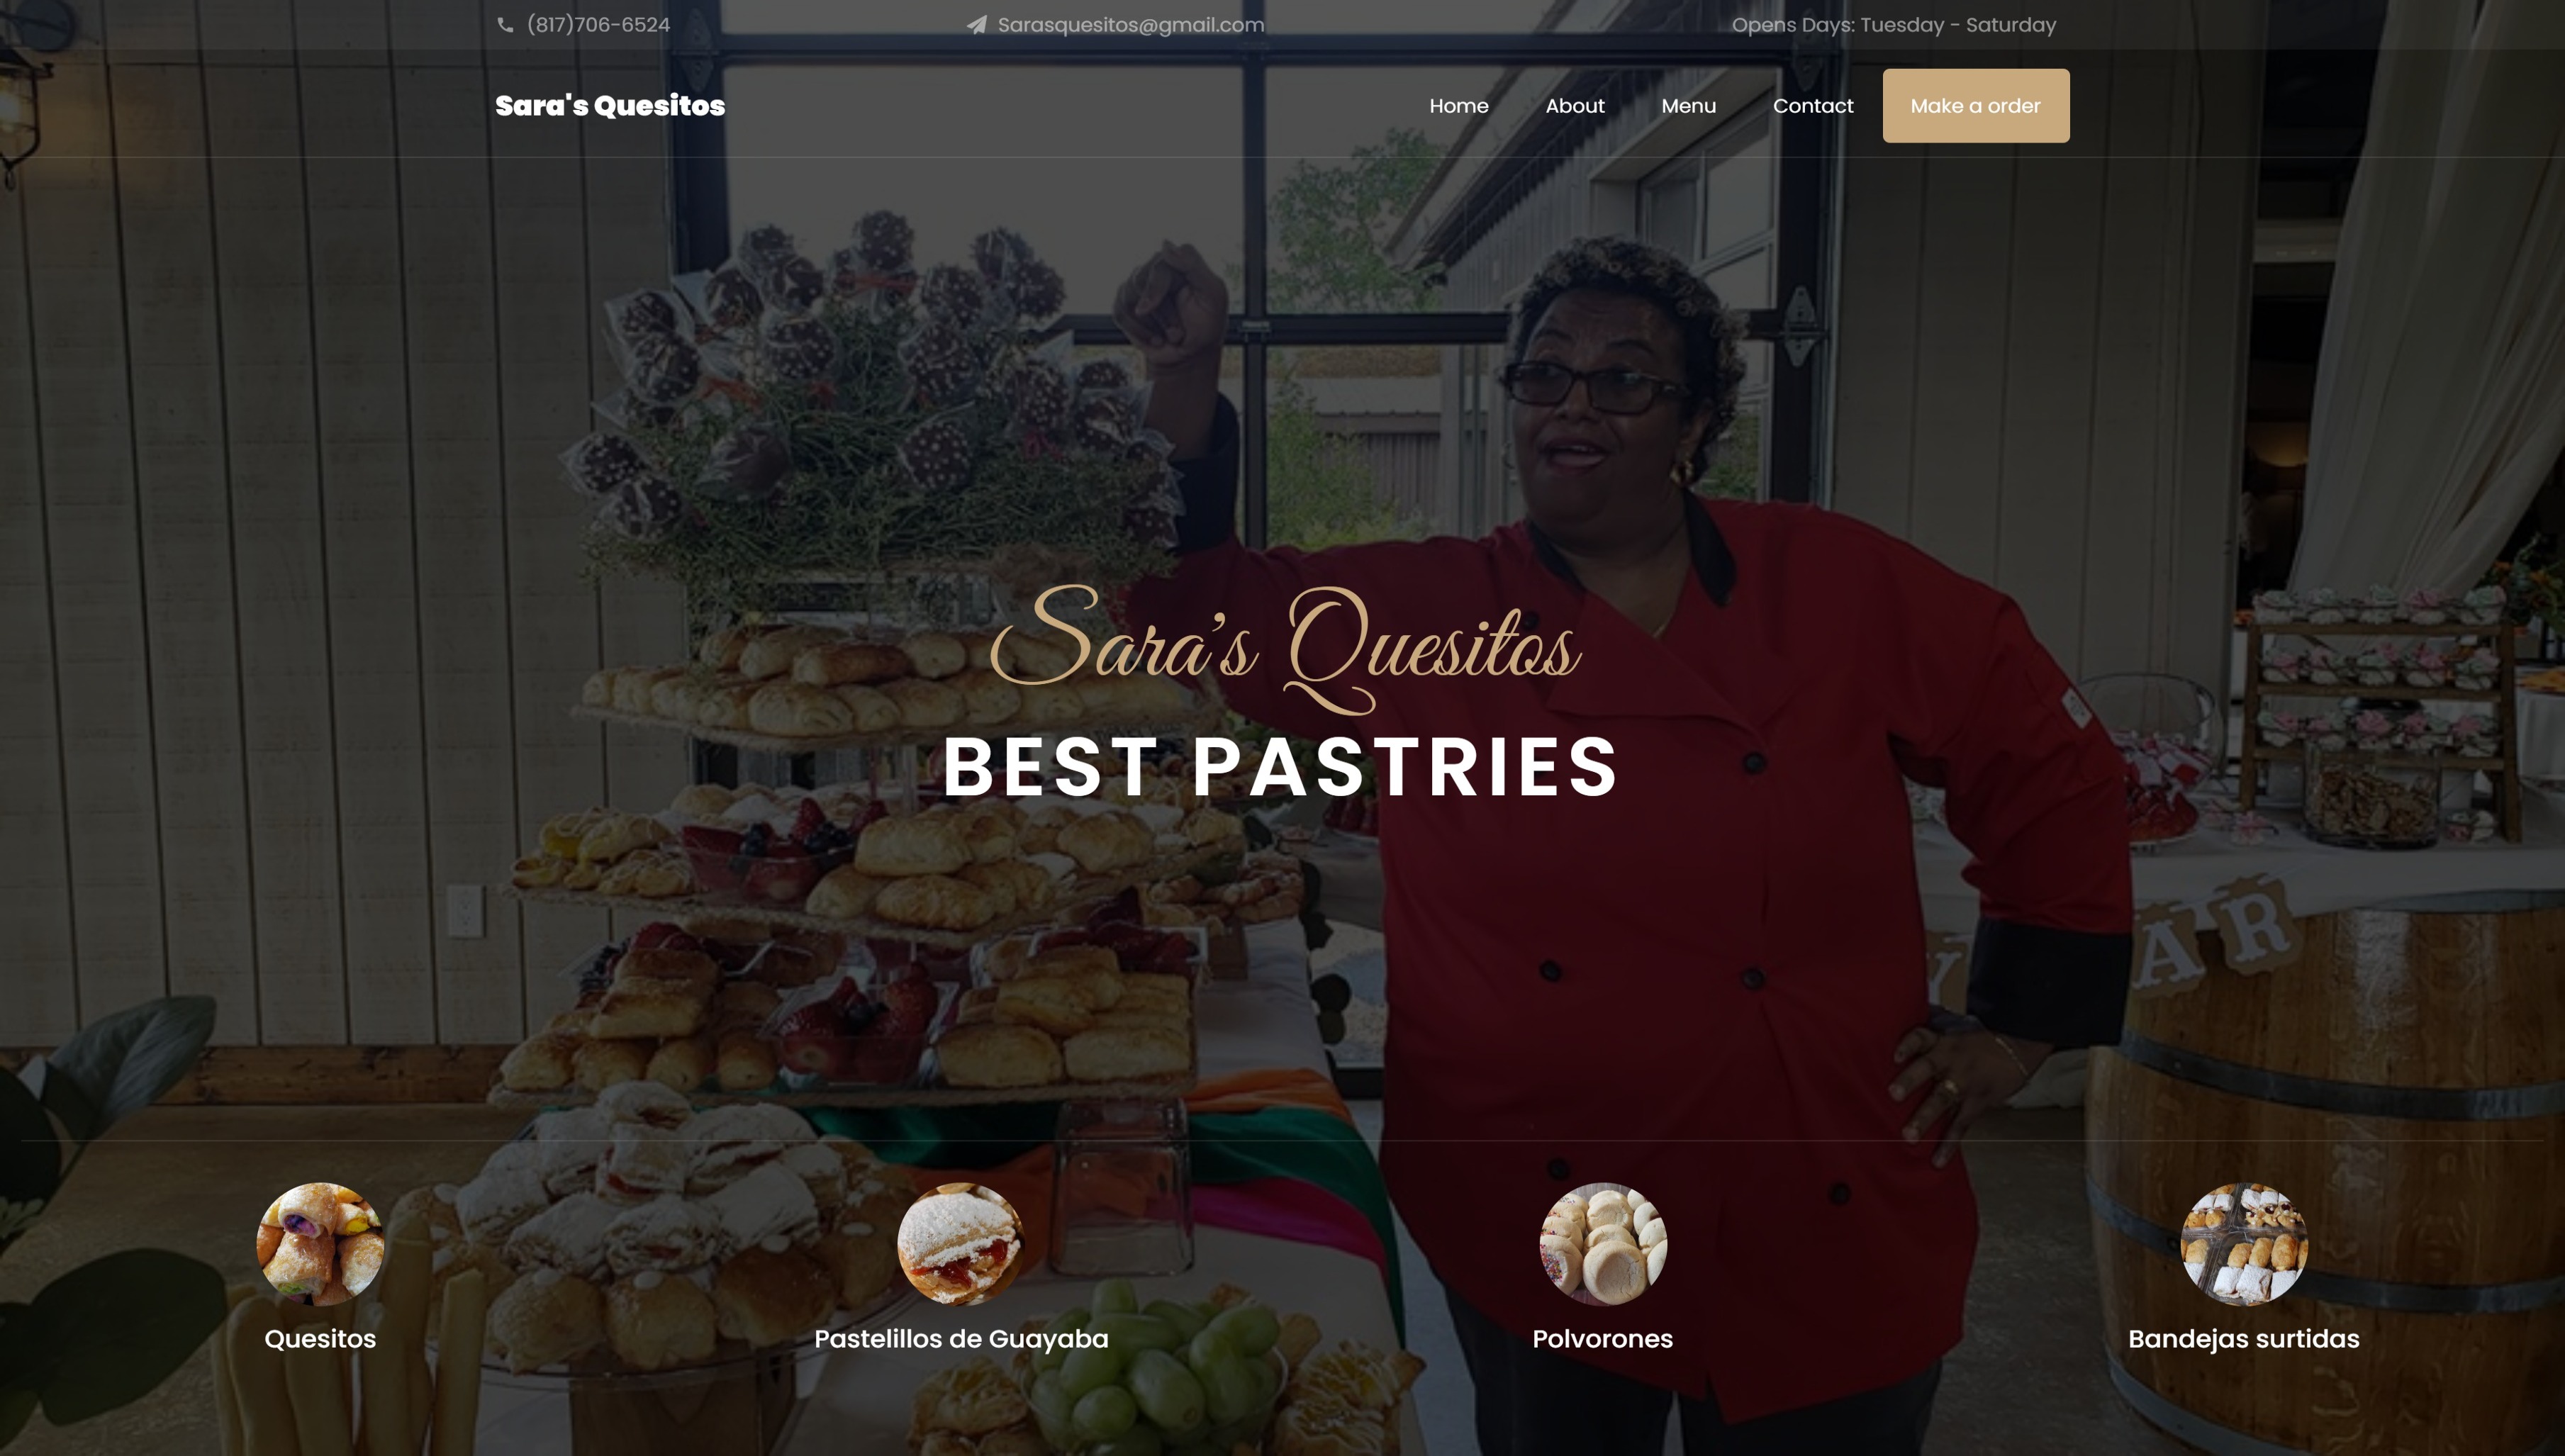 (817)706-6524
Sarasquesitos@gmail.com
Opens Days: Tuesday - Saturday
Sara's Quesitos
Home
About
Menu
Contact
Make a order
Sara's Quesitos
BEST PASTRIES
AR
Quesitos
Pastelillos de Guayaba
Polvorones
Bandejas surtidas